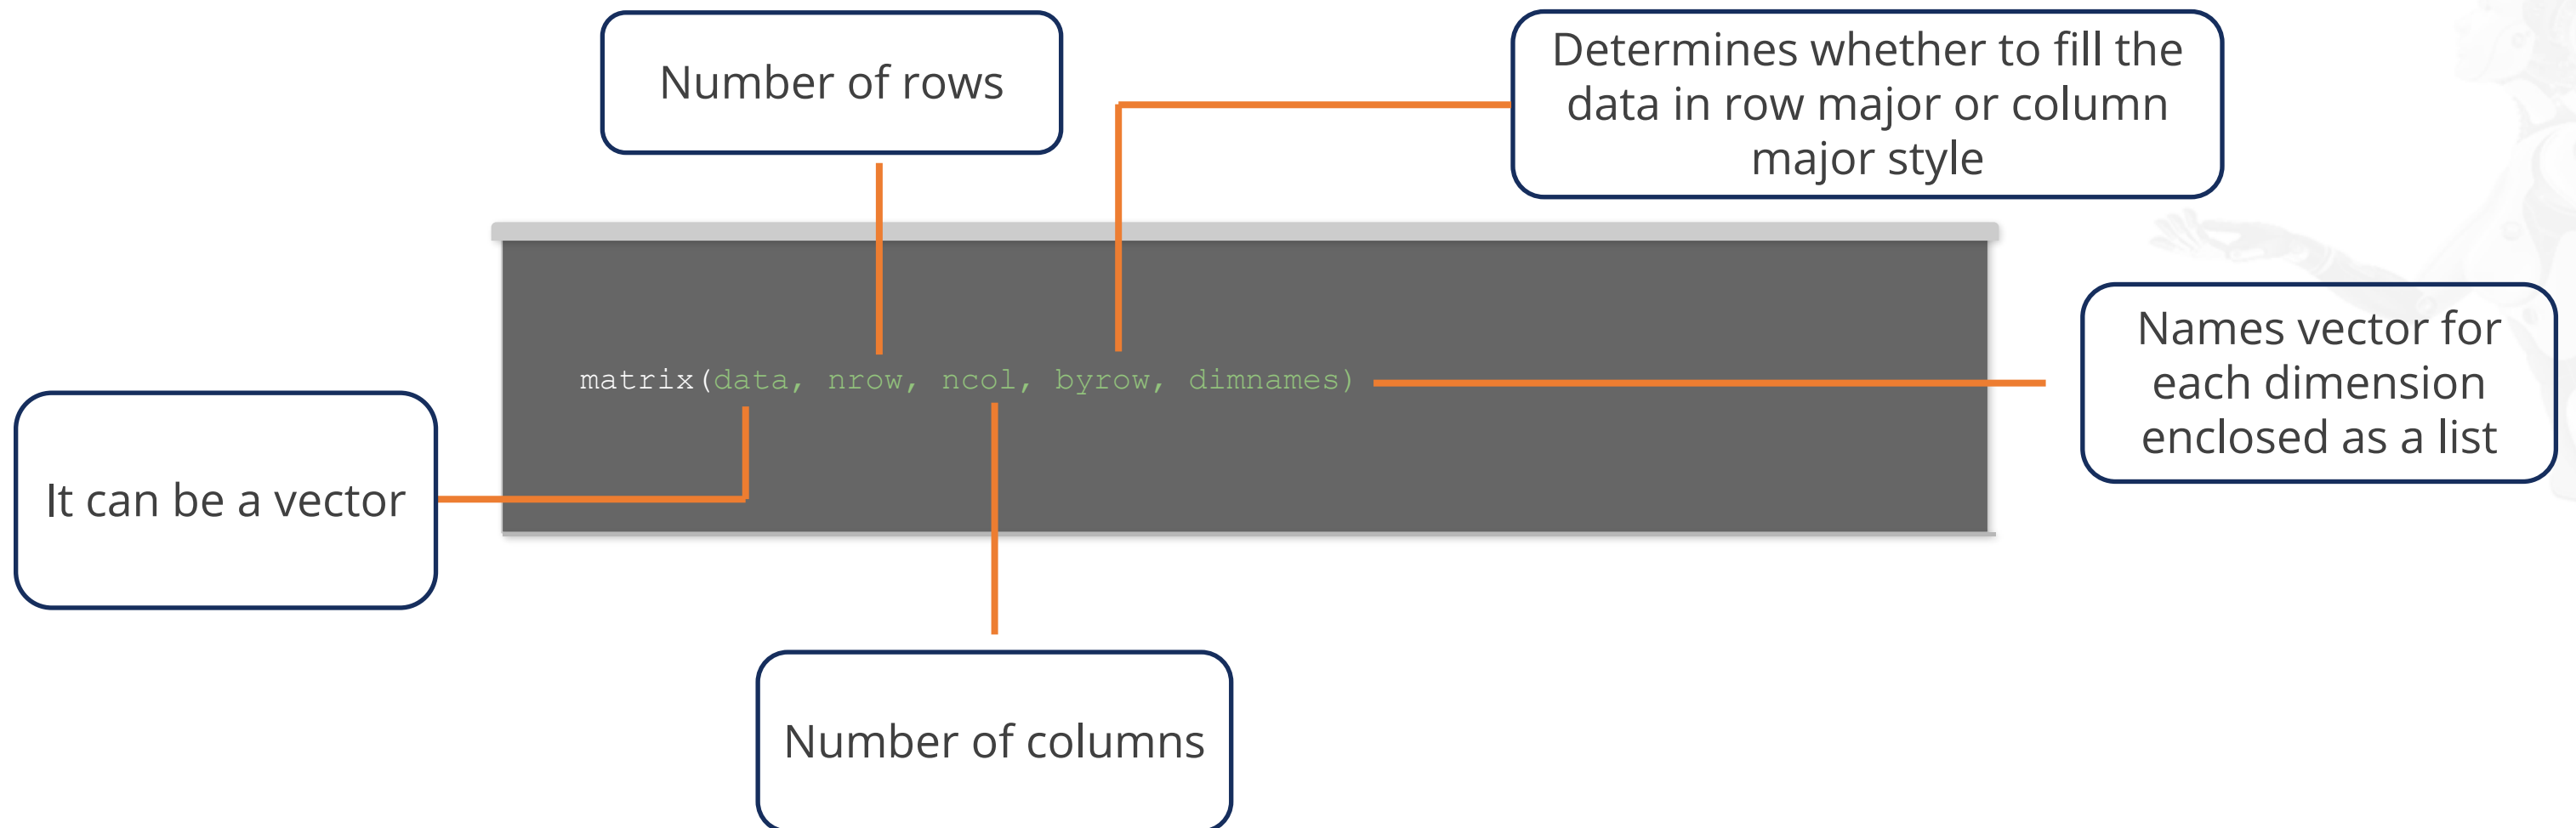 Number of rows
Determines whether to fill the
data in row major or column
major style
matrix(data, nrow, ncol, byrow, dimnames)
Names vector for
each dimension
enclosed as a list
It can be a vector
Number of columns